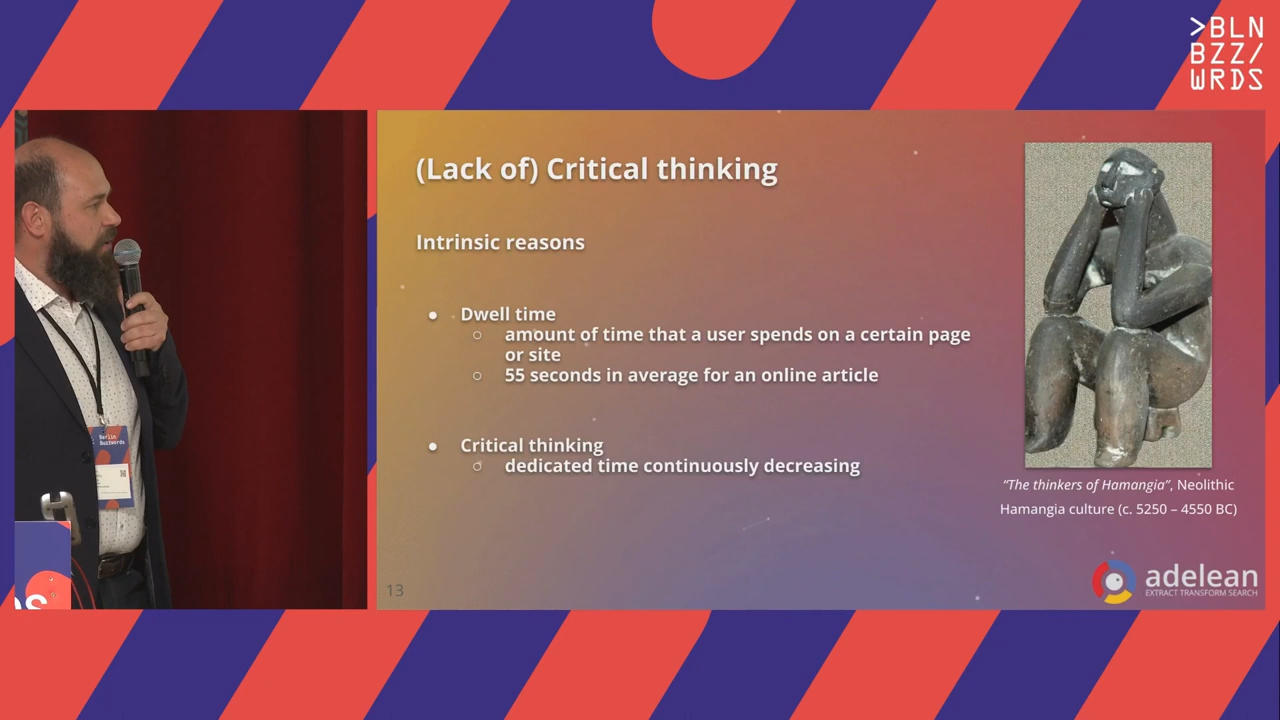 >BLN
BZZ/
WRDS
(Lack of) Critical thinking
Intrinsic reasons
● Dwell time
○ amount of time that a user spends on a certain page
or site
○ 55 seconds in average for an online article
● Critical thinking
○ dedicated time continuously decreasing
“The thinkers of Hamangia”, Neolithic
Hamangia culture (c. 5250 – 4550 BC)
13
adelean
EXTRACT TRANSFORM SEARCH
Berlin
Buzzwords